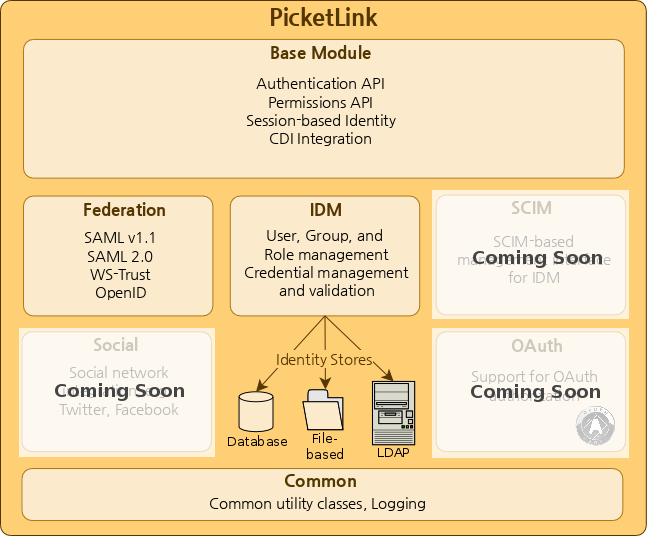 PicketLink
Base Module
Authentication API
Permissions API
Session-based Identity
CDI Integration
Federation
SAML v1.1
SAML 2.0
WS-Trust
OpenID
IDM
User, Group, and
Role management
Credential management
and validation
SCIM
SCIM-based
Coming Soon
for IDM
Social
Social network
Coming Soon
Twitter, Facebook
Identity Stores
Database
File-
based
LDAP
OAuth
Support for OAuth
Coming Soon
Common
Common utility classes, Logging